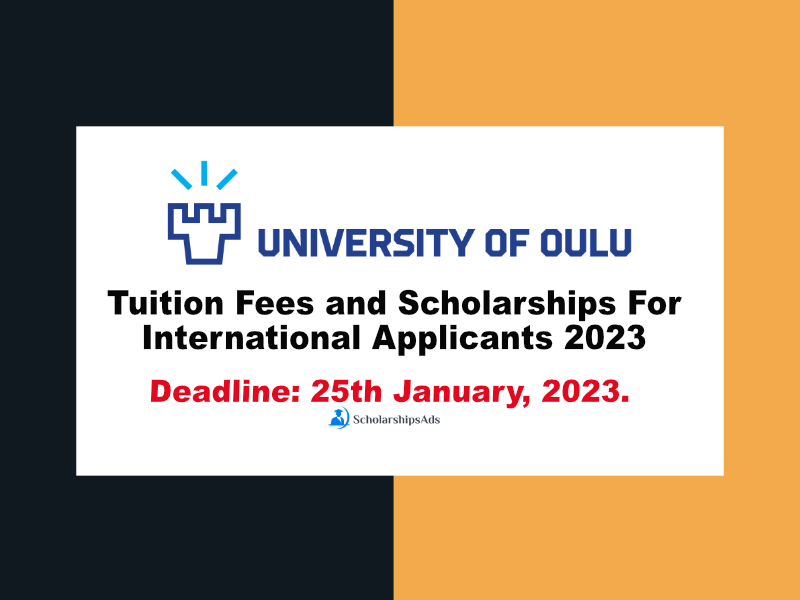 UNIVERSITY OF OULU
Tuition Fees and Scholarships For
International Applicants 2023
Deadline: 25th January, 2023.
ScholarshipsAds